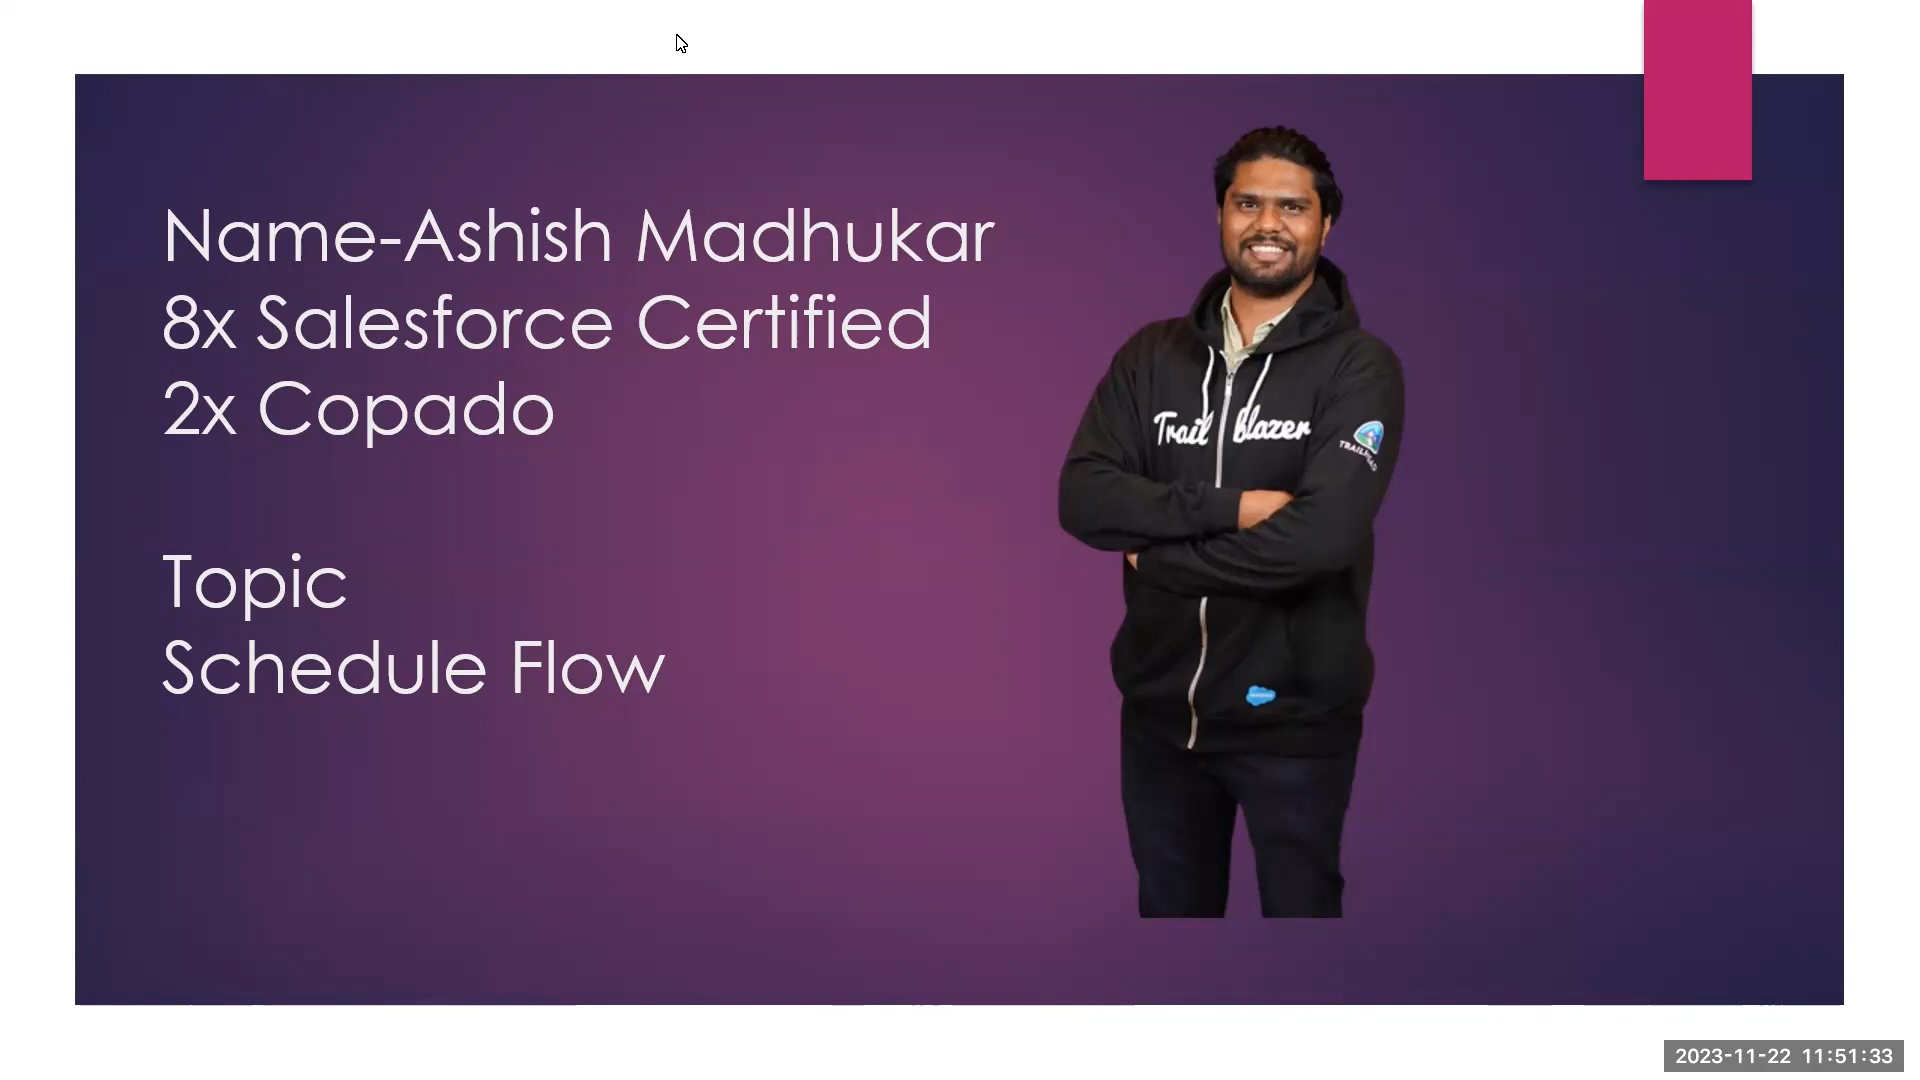 Name-Ashish Madhukar
8x Salesforce Certified
2x Copado
Topic
Schedule Flow
Trail blazer
TRAILHEAD
2023-11-22 11:51:33